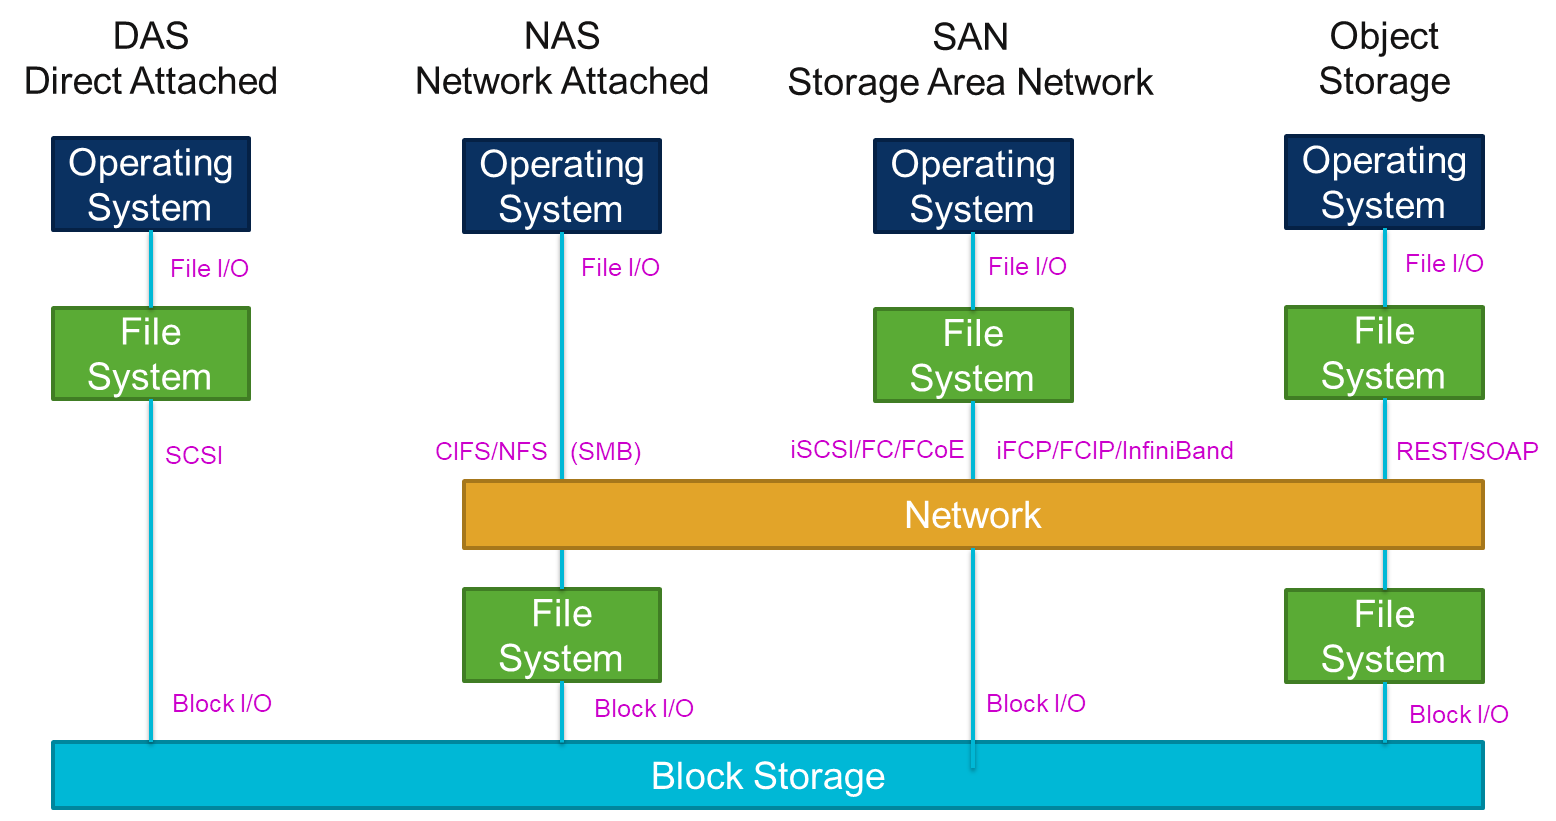 DAS
Direct Attached
NAS
Network Attached
SAN
Storage Area Network
Object
Storage
Operating
System
Operating
System
Operating
System
Operating
System
File I/O
File I/O
File I/O
File I/O
File
System
File
System
File
System
SCSI
CIFS/NFS (SMB)
iSCSI/FC/FCoE iFCP/FCIP/InfiniBand
REST/SOAP
Network
File
System
File
System
Block I/O
Block I/O
Block I/O
Block I/O
Block Storage